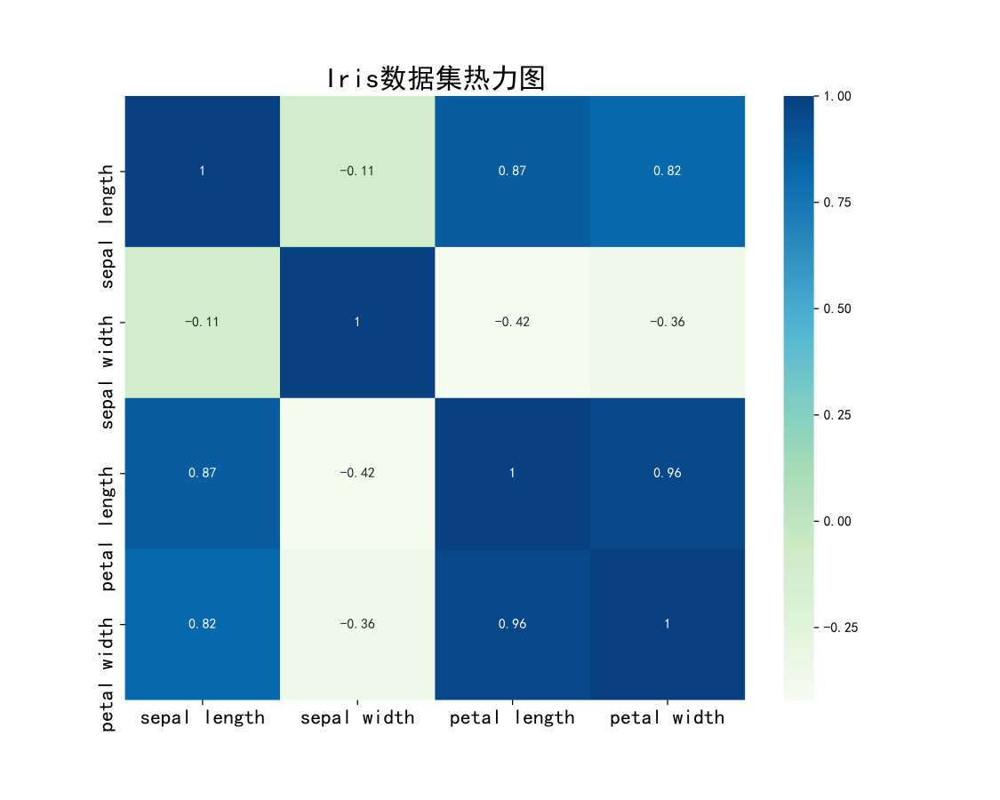 Iris数据集热力图
sepal length
1
-0.11
0.87
0.82
sepal width
-0.11
1
-0.42
-0.36
petal length
0.87
-0.42
1
0.96
petal width
0.82
-0.36
0.96
1
sepal length
sepal width
petal length
petal width
1.00
0.75
0.50
0.25
0.00
-0.25